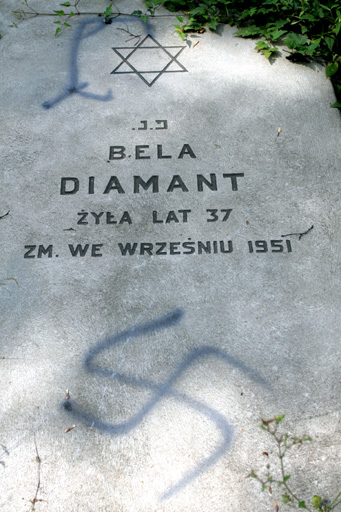 פ.נ.
BELA
DIAMANT
ŻYŁA LAT 37
ZM. WE WRZEŚNIU 1951